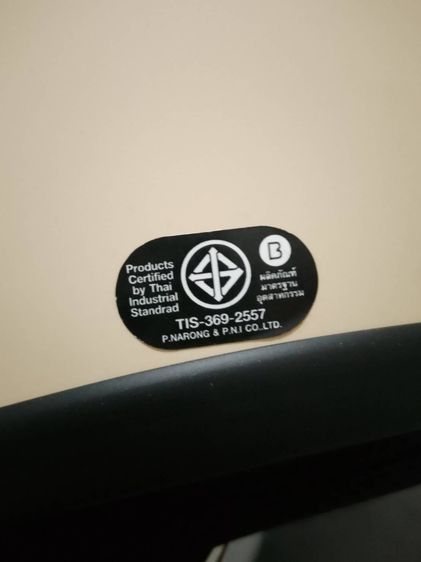 Products
Certified
by Thai
Industrial
Standrad
B
ผลิตภัณฑ์
มาตรฐาน
อุตสาหกรรม
TIS-369-2557
P.NARONG & P.N.I CO.,LTD.